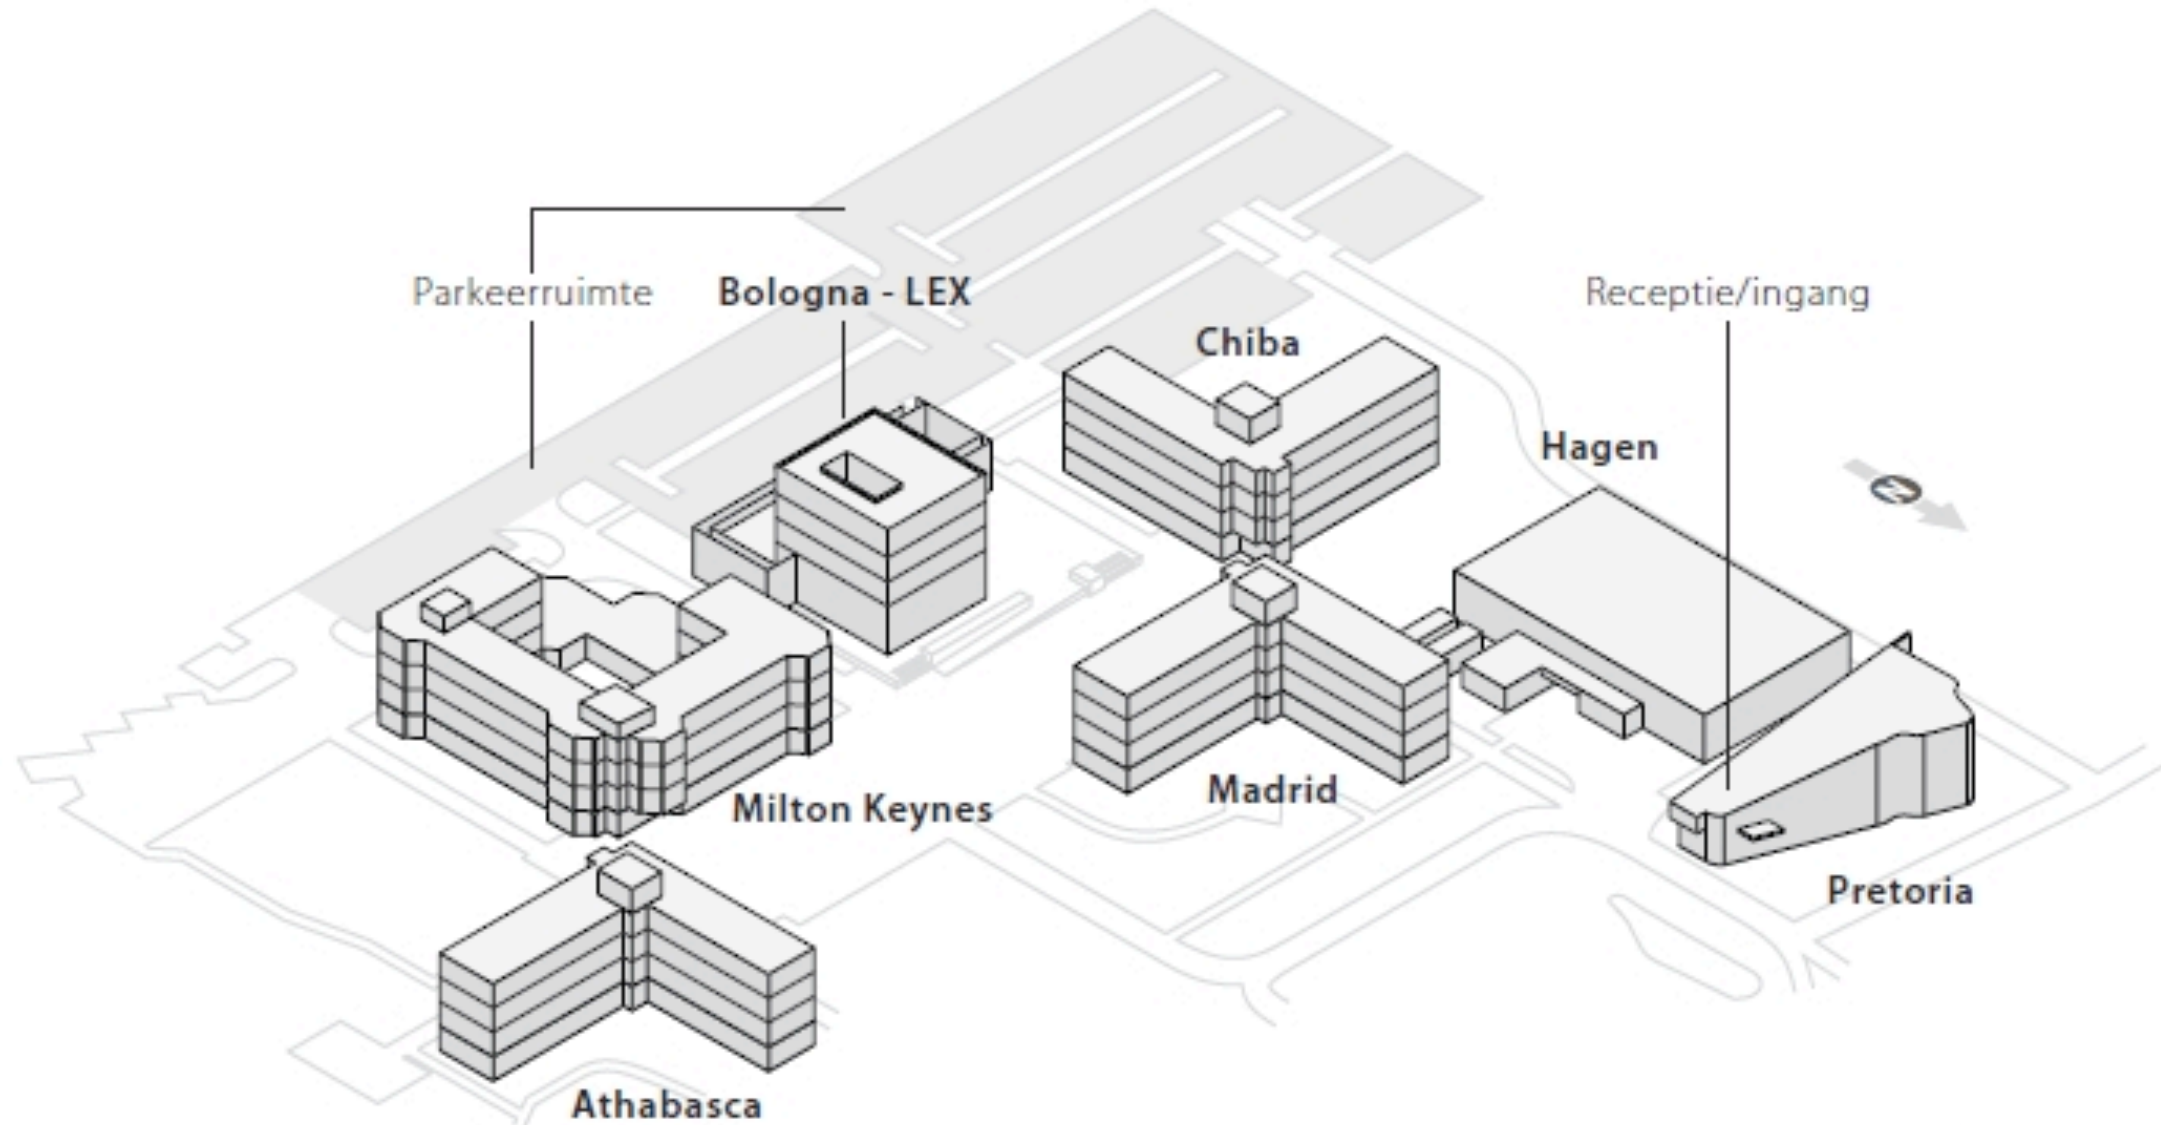 Parkeerruimte
Bologna - LEX
Receptie/ingang
Chiba
Hagen
N
Madrid
Milton Keynes
Pretoria
Athabasca